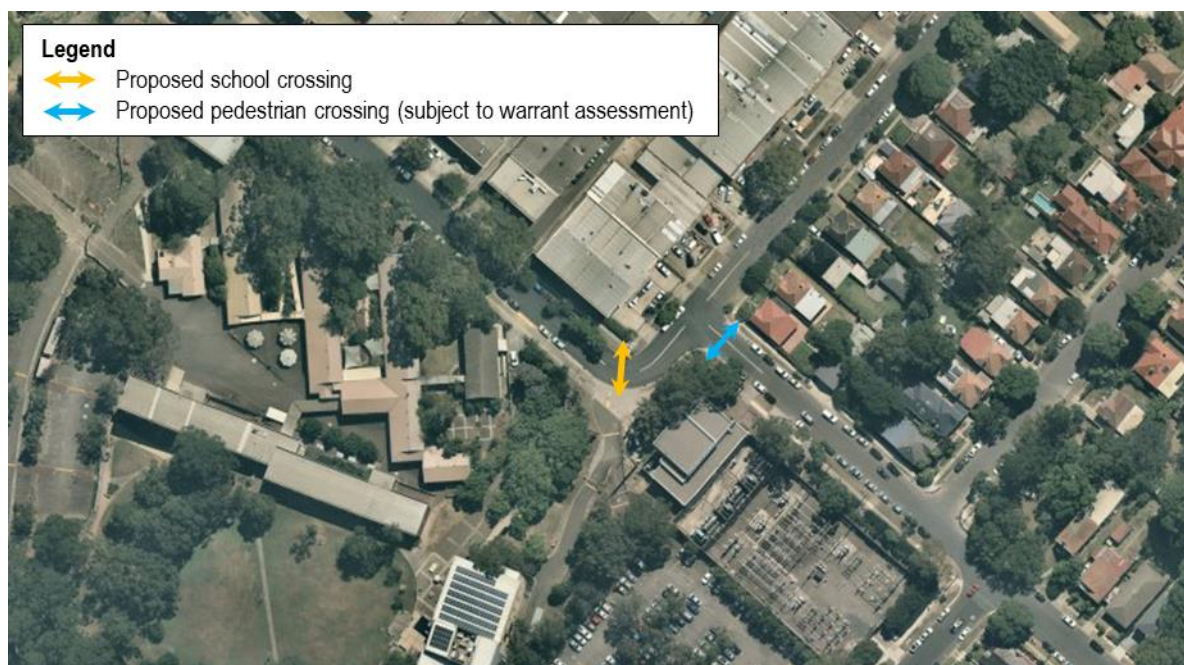 Legend
Proposed school crossing
Proposed pedestrian crossing (subject to warrant assessment)